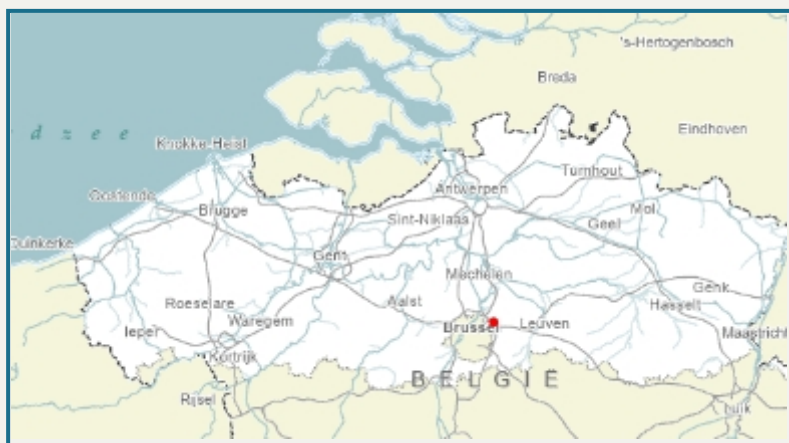 's-Hertogenbosch
Breda
d z e e
Eindhoven
Knokke-Heist
Turnhout
Antwerpen
Oostende
Brugge
Sint-Niklaas
Mol
Geel
Duinkerke
Gent
Mechelen
Genk
Roeselare
Aalst
Hasselt
Ieper
Waregem
Brussel
Leuven
Maastricht
Kortrijk
BELGIË
Rijsel
Luik